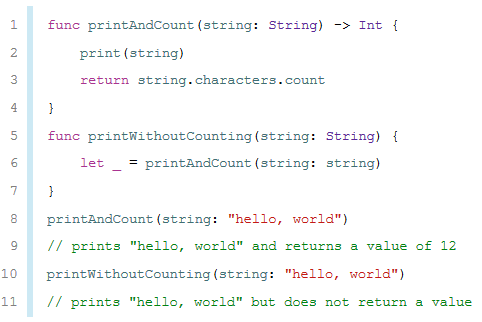 1 func printAndCount(string: String) -> Int {
2 print(string)
3 return string.characters.count
4 }
5 func printWithoutCounting(string: String) {
6 let _ = printAndCount(string: string)
7 }
8 printAndCount(string: "hello, world")
9 // prints "hello, world" and returns a value of 12
10 printWithoutCounting(string: "hello, world")
11 // prints "hello, world" but does not return a value